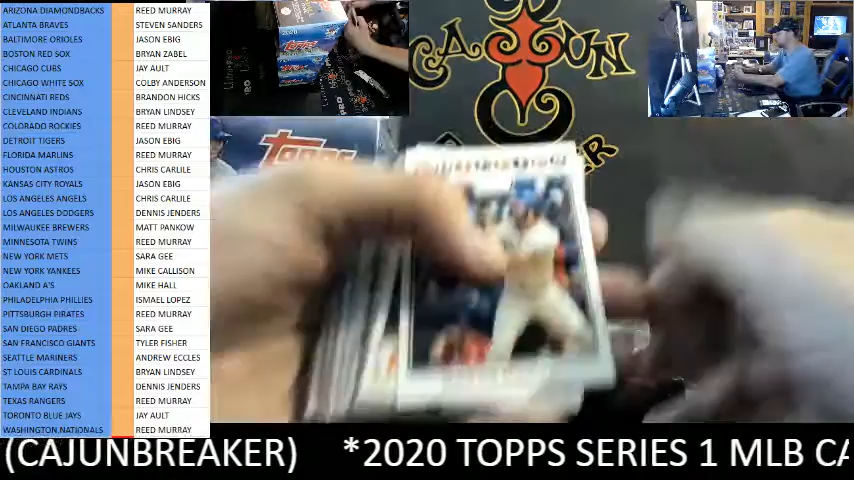 ARIZONA DIAMONDBACKS REED MURRAY
ATLANTA BRAVES STEVEN SANDERS
BALTIMORE ORIOLES JASON EBIG
BOSTON RED SOX BRYAN ZABEL
CHICAGO CUBS JAY AULT
CHICAGO WHITE SOX COLBY ANDERSON
CINCINNATI REDS BRANDON HICKS
CLEVELAND INDIANS BRYAN LINDSEY
COLORADO ROCKIES REED MURRAY
DETROIT TIGERS JASON EBIG
FLORIDA MARLINS REED MURRAY
HOUSTON ASTROS CHRIS CARLILE
KANSAS CITY ROYALS JASON EBIG
LOS ANGELES ANGELS CHRIS CARLILE
LOS ANGELES DODGERS DENNIS JENDERS
MILWAUKEE BREWERS MATT PANKOW
MINNESOTA TWINS REED MURRAY
NEW YORK METS SARA GEE
NEW YORK YANKEES MIKE CALLISON
OAKLAND A'S MIKE HALL
PHILADELPHIA PHILLIES ISMAEL LOPEZ
PITTSBURGH PIRATES REED MURRAY
SAN DIEGO PADRES SARA GEE
SAN FRANCISCO GIANTS TYLER FISHER
SEATTLE MARINERS ANDREW ECCLES
ST LOUIS CARDINALS BRYAN LINDSEY
TAMPA BAY RAYS DENNIS JENDERS
TEXAS RANGERS REED MURRAY
TORONTO BLUE JAYS JAY AULT
WASHINGTON NATIONALS REED MURRAY
2020
Topps
CAJUN
Topps
(CAJUNBREAKER) *2020 TOPPS SERIES 1 MLB CA